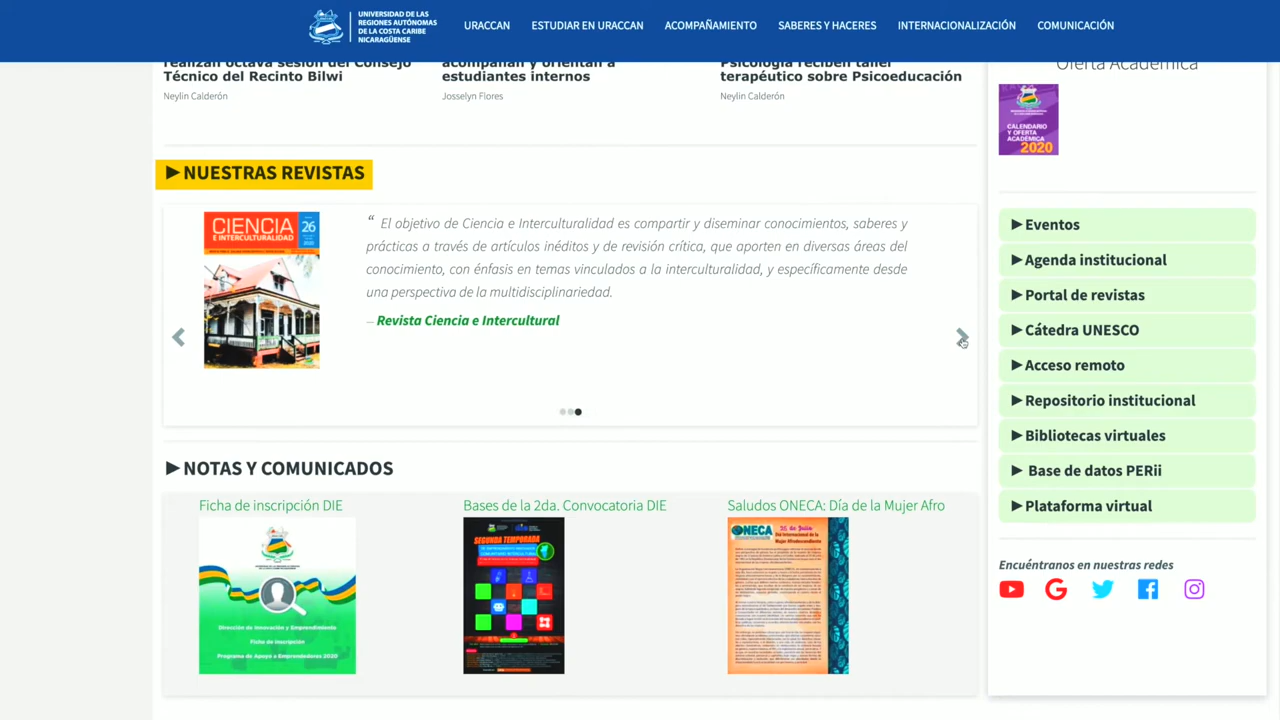 UNIVERSIDAD DE LAS
REGIONES AUTÓNOMAS
DE LA COSTA CARIBE
NICARAGÜENSE
URACCAN
ESTUDIAR EN URACCAN
ACOMPAÑAMIENTO
SABERES Y HACERES
INTERNACIONALIZACIÓN
COMUNICACIÓN
realizan octava sesión del Consejo
Técnico del Recinto Bilwi
Neylin Calderón
acompañan y orientan a
estudiantes internos
Josselyn Flores
Psicología reciben taller
terapéutico sobre Psicoeducación
Neylin Calderón
►NUESTRAS REVISTAS
CIENCIA
E INTERCULTURALIDAD
26
2020
“ El objetivo de Ciencia e Interculturalidad es compartir y diseminar conocimientos, saberes y
prácticas a través de artículos inéditos y de revisión crítica, que aporten en diversas áreas del
conocimiento, con énfasis en temas vinculados a la interculturalidad, y específicamente desde
una perspectiva de la multidisciplinariedad.
– Revista Ciencia e Intercultural
►NOTAS Y COMUNICADOS
Ficha de inscripción DIE
Dirección de Innovación y Emprendimiento
Ficha de Inscripción
Programa de Apoyo a Emprendedores 2020
Bases de la 2da. Convocatoria DIE
SEGUNDA TEMPORADA
Saludos ONECA: Día de la Mujer Afro
ONECA
25 de Julio
Día Internacional de la
Mujer Afrodescendiente
Oferta Académica
CALENDARIO
Y OFERTA
ACADÉMICA
2020
►Eventos
►Agenda institucional
►Portal de revistas
►Cátedra UNESCO
►Acceso remoto
►Repositorio institucional
►Bibliotecas virtuales
► Base de datos PERii
►Plataforma virtual
Encuéntranos en nuestras redes